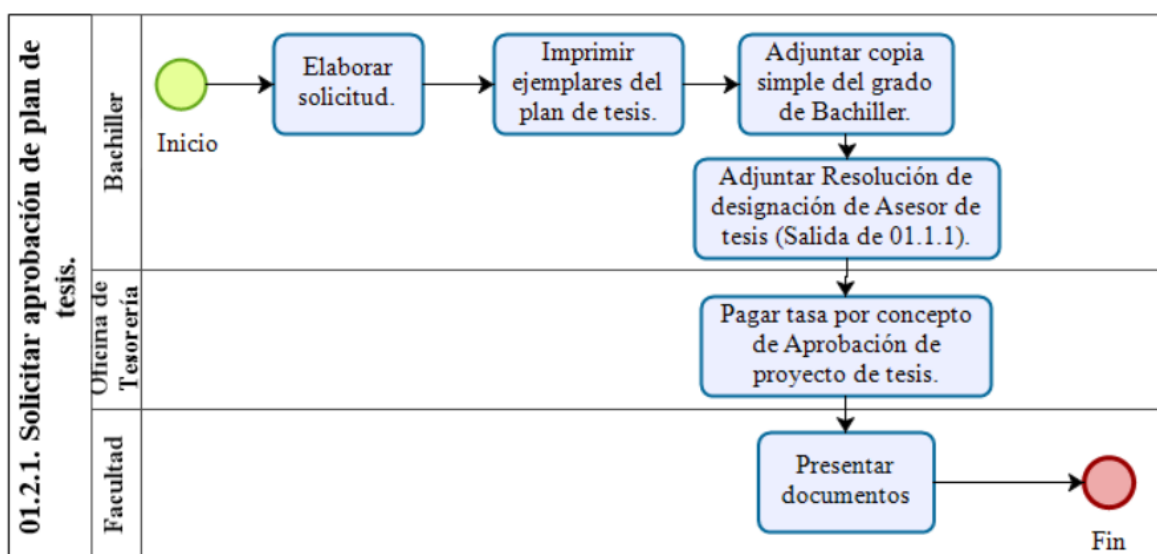 01.2.1. Solicitar aprobación de plan de
tesis.
Bachiller
Inicio
Elaborar
solicitud.
Imprimir
ejemplares del
plan de tesis.
Adjuntar copia
simple del grado
de Bachiller.
Adjuntar Resolución de
designación de Asesor de
tesis (Salida de 01.1.1).
Oficina de
Tesorería
Pagar tasa por concepto
de Aprobación de
proyecto de tesis.
Facultad
Presentar
documentos
Fin